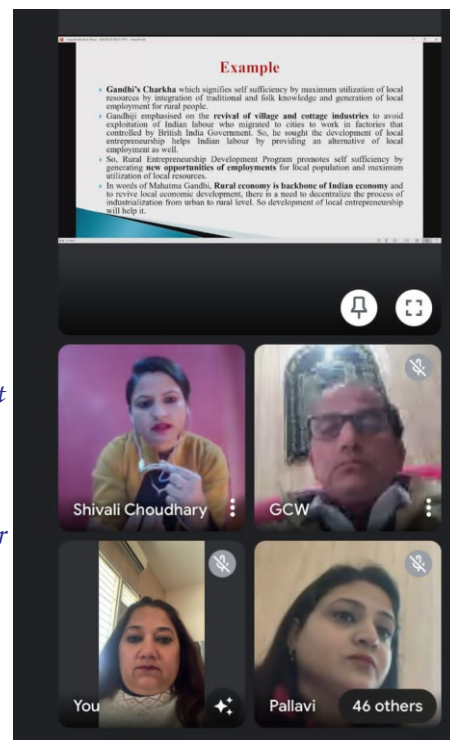 Example
Gandhi's Charkha which signifies self sufficiency by maximum utilization of local
resources by integration of traditional and folk knowledge and generation of local
employment for rural people.
Gandhiji emphasised on the revival of village and cottage industries to avoid
exploitation of Indian labour who migrated to cities to work in factories that
controlled by British India Government. So, he sought the development of local
entrepreneurship helps Indian labour by providing an alternative of local
employment as well.
So, Rural Entrepreneurship Development Program promotes self sufficiency by
generating new opportunities of employments for local population and maximum
utilization of local resources.
In words of Mahatma Gandhi, Rural economy is backbone of Indian economy and
to revive local economic development, there is a need to decentralize the process of
industrialization from urban to rural level. So development of local entrepreneurship
will help it.
Shivali Choudhary
GCW
You
Pallavi
46 others